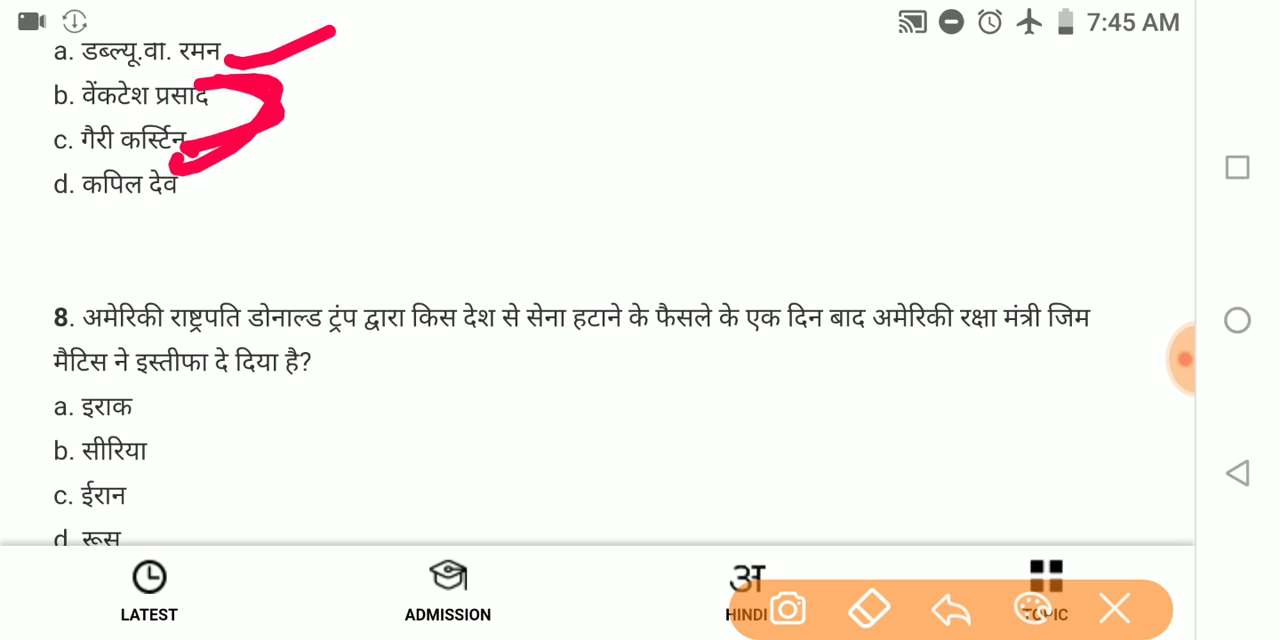 7:45 AM
a. डब्ल्यू.वी. रमन
b. वेंकटेश प्रसाद
c. गैरी कर्स्टिन
d. कपिल देव
8. अमेरिकी राष्ट्रपति डोनाल्ड ट्रंप द्वारा किस देश से सेना हटाने के फैसले के एक दिन बाद अमेरिकी रक्षा मंत्री जिम
मैटिस ने इस्तीफा दे दिया है?
a. इराक
b. सीरिया
c. ईरान
d. रूस
अ
LATEST ADMISSION HINDI TOPIC